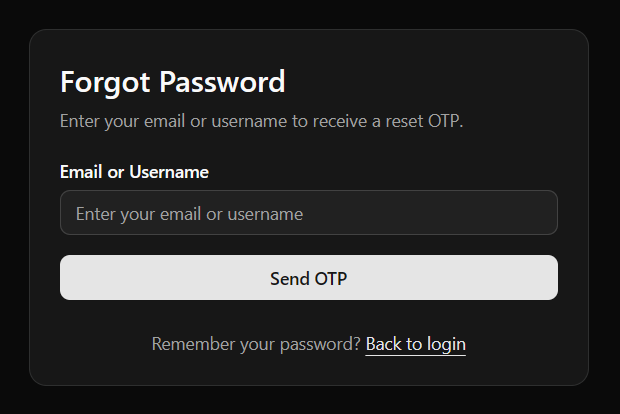 Forgot Password
Enter your email or username to receive a reset OTP.
Email or Username
Enter your email or username
Send OTP
Remember your password? Back to login